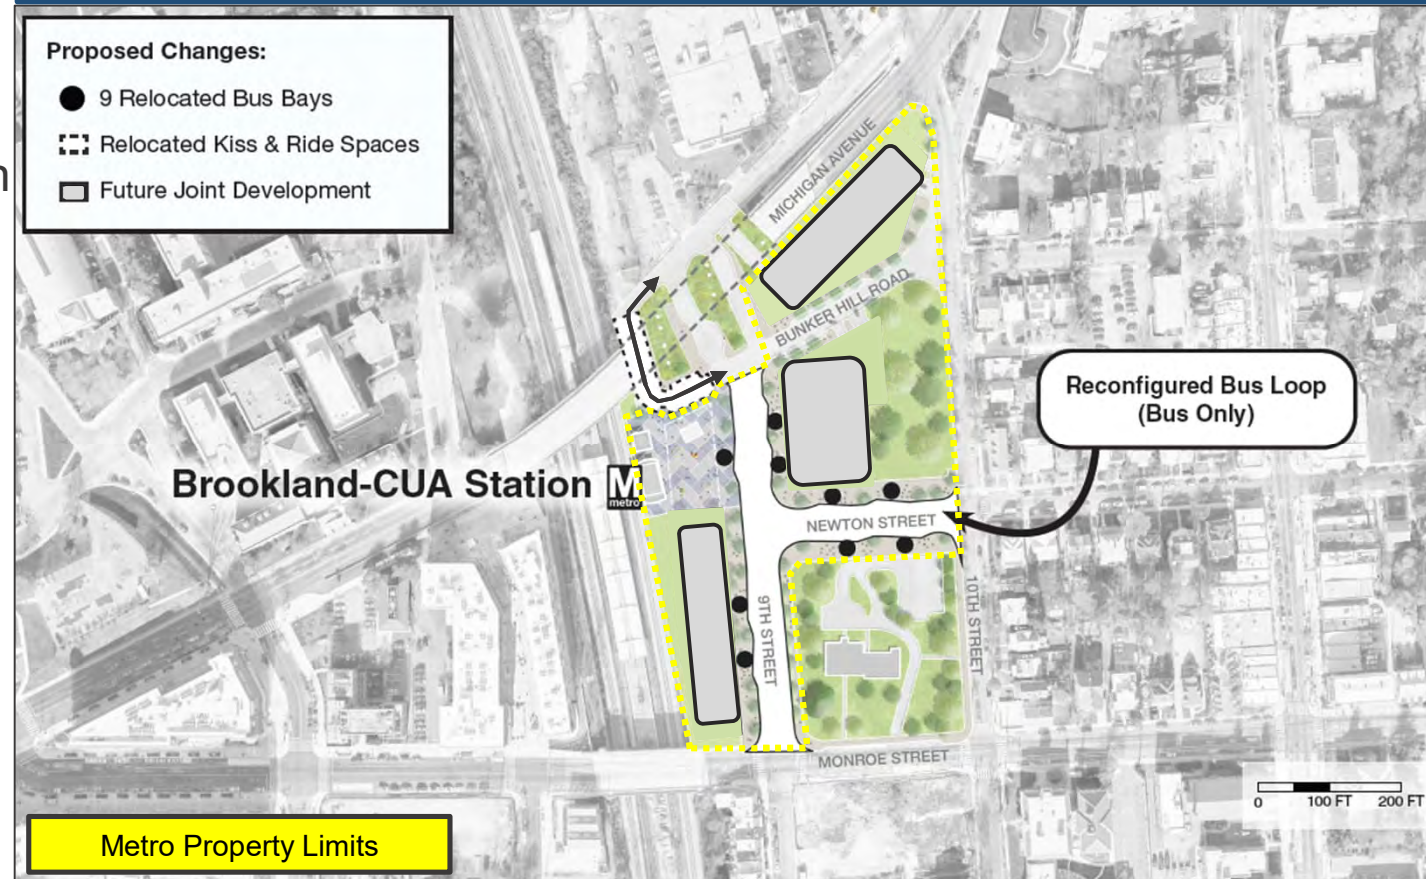 Proposed Changes:
9 Relocated Bus Bays
Relocated Kiss & Ride Spaces
Future Joint Development
n
MICHIGAN AVENUE
BUNKER HILL ROAD
Reconfigured Bus Loop
(Bus Only)
Brookland-CUA Station
M
metro
NEWTON STREET
9TH STREET
10TH STREET
MONROE STREET
0 100 FT 200 FT
Metro Property Limits